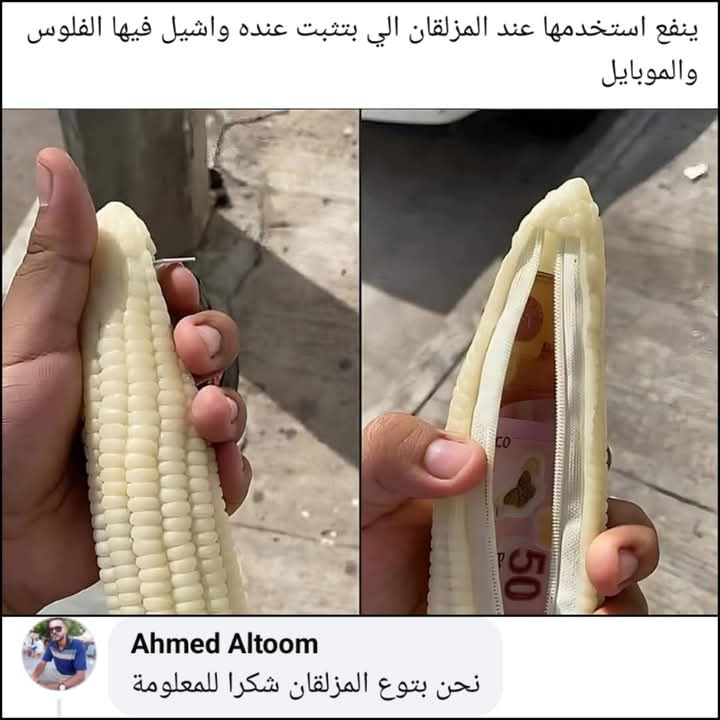 ينفع استخدمها عند المزلقان الي بتثبت عنده واشيل فيها الفلوس
والموبايل
50
Ahmed Altoom
نحن بتوع المزلقان شكرا للمعلومة